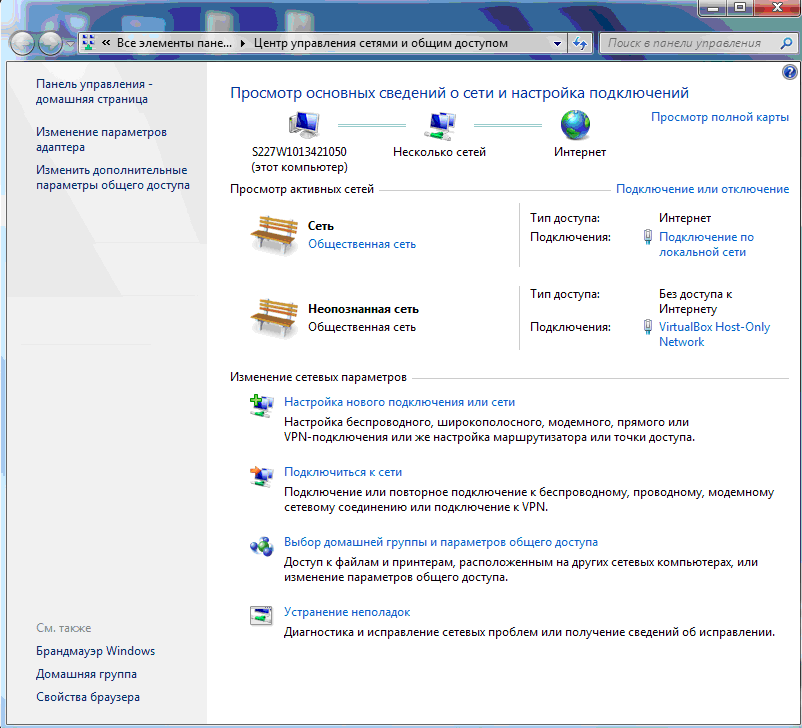 « Все элементы пане... ▸ Центр управления сетями и общим доступом
Поиск в панели управления
Панель управления -
домашняя страница
Изменение параметров
адаптера
Изменить дополнительные
параметры общего доступа
См. также
Брандмауэр Windows
Домашняя группа
Свойства браузера
Просмотр основных сведений о сети и настройка подключений
Просмотр полной карты
S227W1013421050
(этот компьютер)
Несколько сетей
Интернет
Просмотр активных сетей
Подключение или отключение
Сеть
Общественная сеть
Тип доступа: Интернет
Подключения: Подключение по
локальной сети
Неопознанная сеть
Общественная сеть
Тип доступа: Без доступа к
Интернету
Подключения: VirtualBox Host-Only
Network
Изменение сетевых параметров
Настройка нового подключения или сети
Настройка беспроводного, широкополосного, модемного, прямого или
VPN-подключения или же настройка маршрутизатора или точки доступа.
Подключиться к сети
Подключение или повторное подключение к беспроводному, проводному, модемному
сетевому соединению или подключение к VPN.
Выбор домашней группы и параметров общего доступа
Доступ к файлам и принтерам, расположенным на других сетевых компьютерах, или
изменение параметров общего доступа.
Устранение неполадок
Диагностика и исправление сетевых проблем или получение сведений об исправлении.